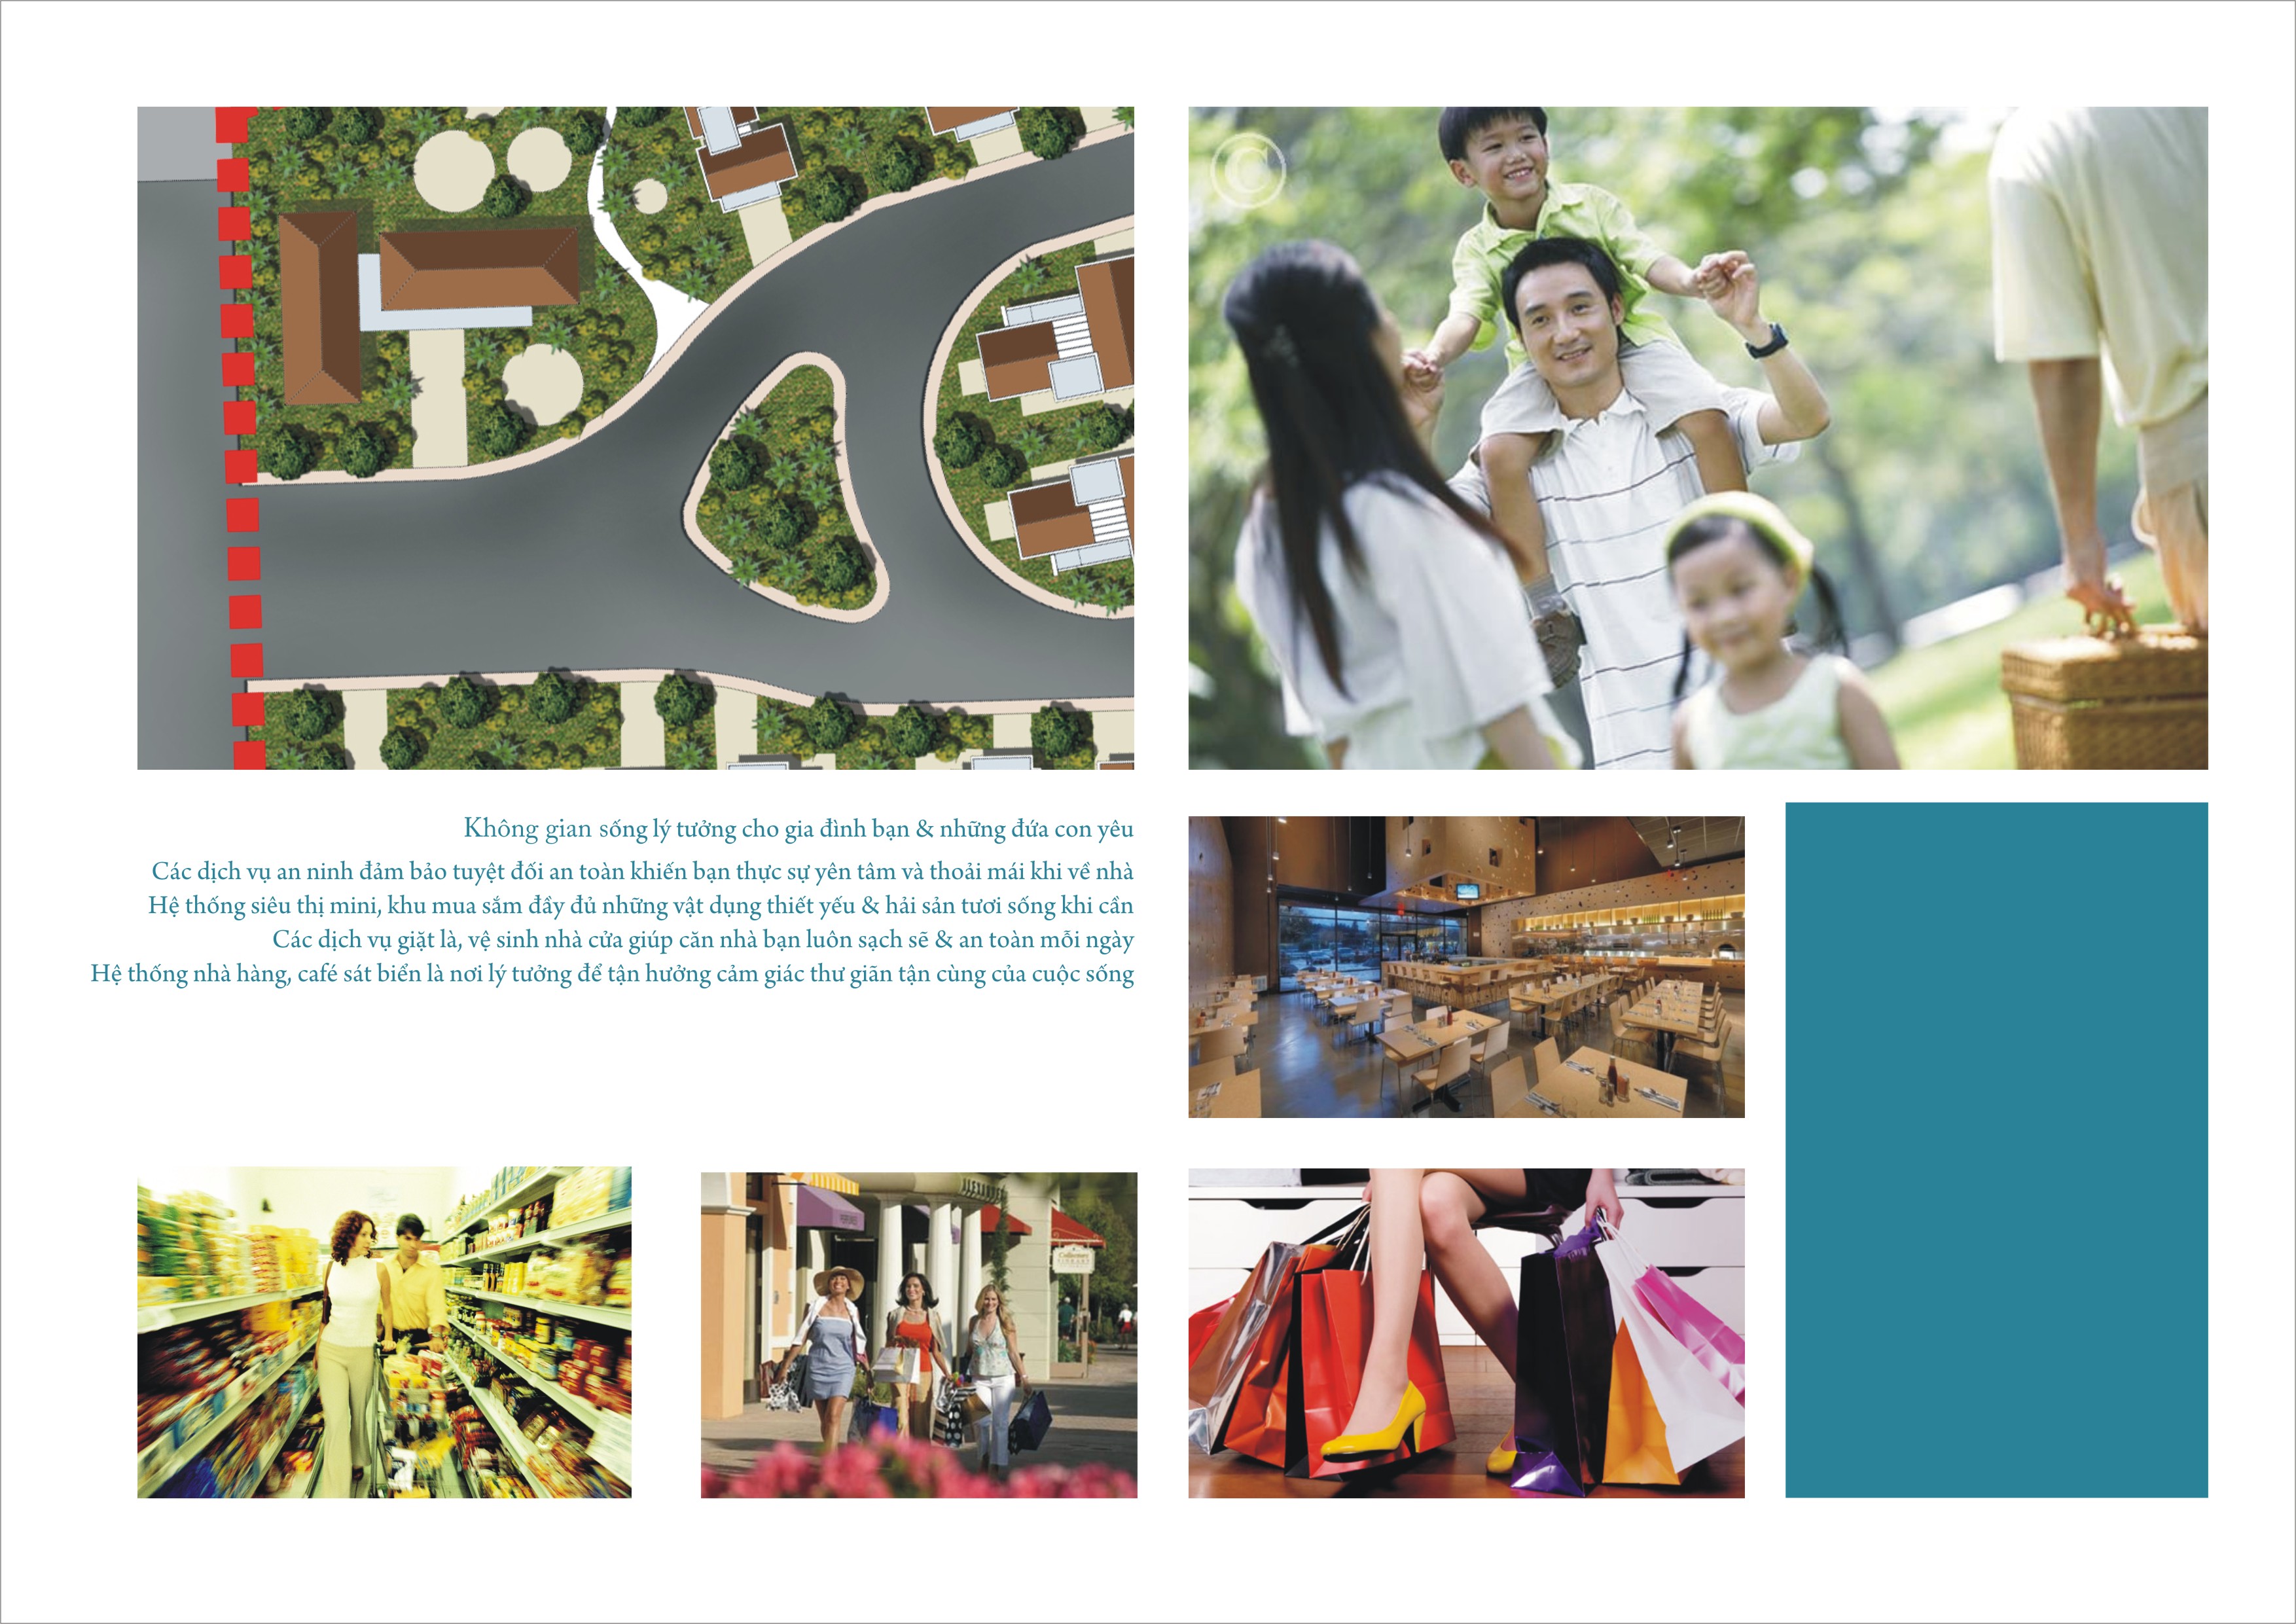 ©
Không gian sống lý tưởng cho gia đình bạn & những đứa con yêu
Các dịch vụ an ninh đảm bảo tuyệt đối an toàn khiến bạn thực sự yên tâm và thoải mái khi về nhà
Hệ thống siêu thị mini, khu mua sắm đầy đủ những vật dụng thiết yếu & hải sản tươi sống khi cần
Các dịch vụ giặt là, vệ sinh nhà cửa giúp căn nhà bạn luôn sạch sẽ & an toàn mỗi ngày
Hệ thống nhà hàng, café sát biển là nơi lý tưởng để tận hưởng cảm giác thư giãn tận cùng của cuộc sống